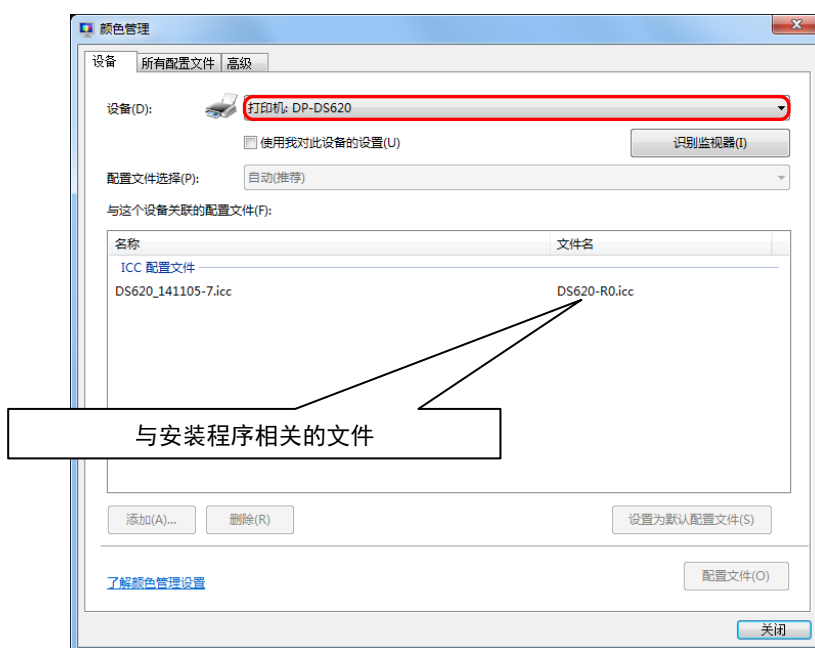 颜色管理
设备 所有配置文件 高级
设备(D): 打印机: DP-DS620
使用我对此设备的设置(U) 识别监视器(I)
配置文件选择(P): 自动(推荐)
与这个设备关联的配置文件(F):
名称 文件名
ICC 配置文件
DS620_141105-7.icc DS620-R0.icc
与安装程序相关的文件
添加(A)... 删除(R) 设置为默认配置文件(S)
了解颜色管理设置 配置文件(O)
关闭